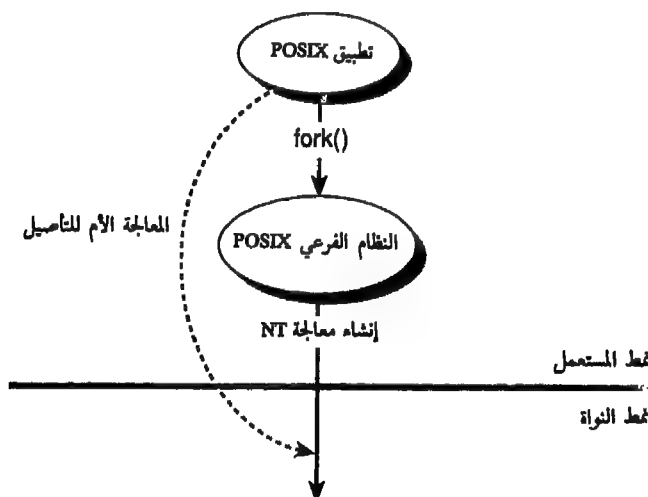 تطبيق POSIX
fork()
المعالجة الأم للتأصيل
النظام الفرعي POSIX
إنشاء معالجة NT
نمط المستعمل
نمط النواة